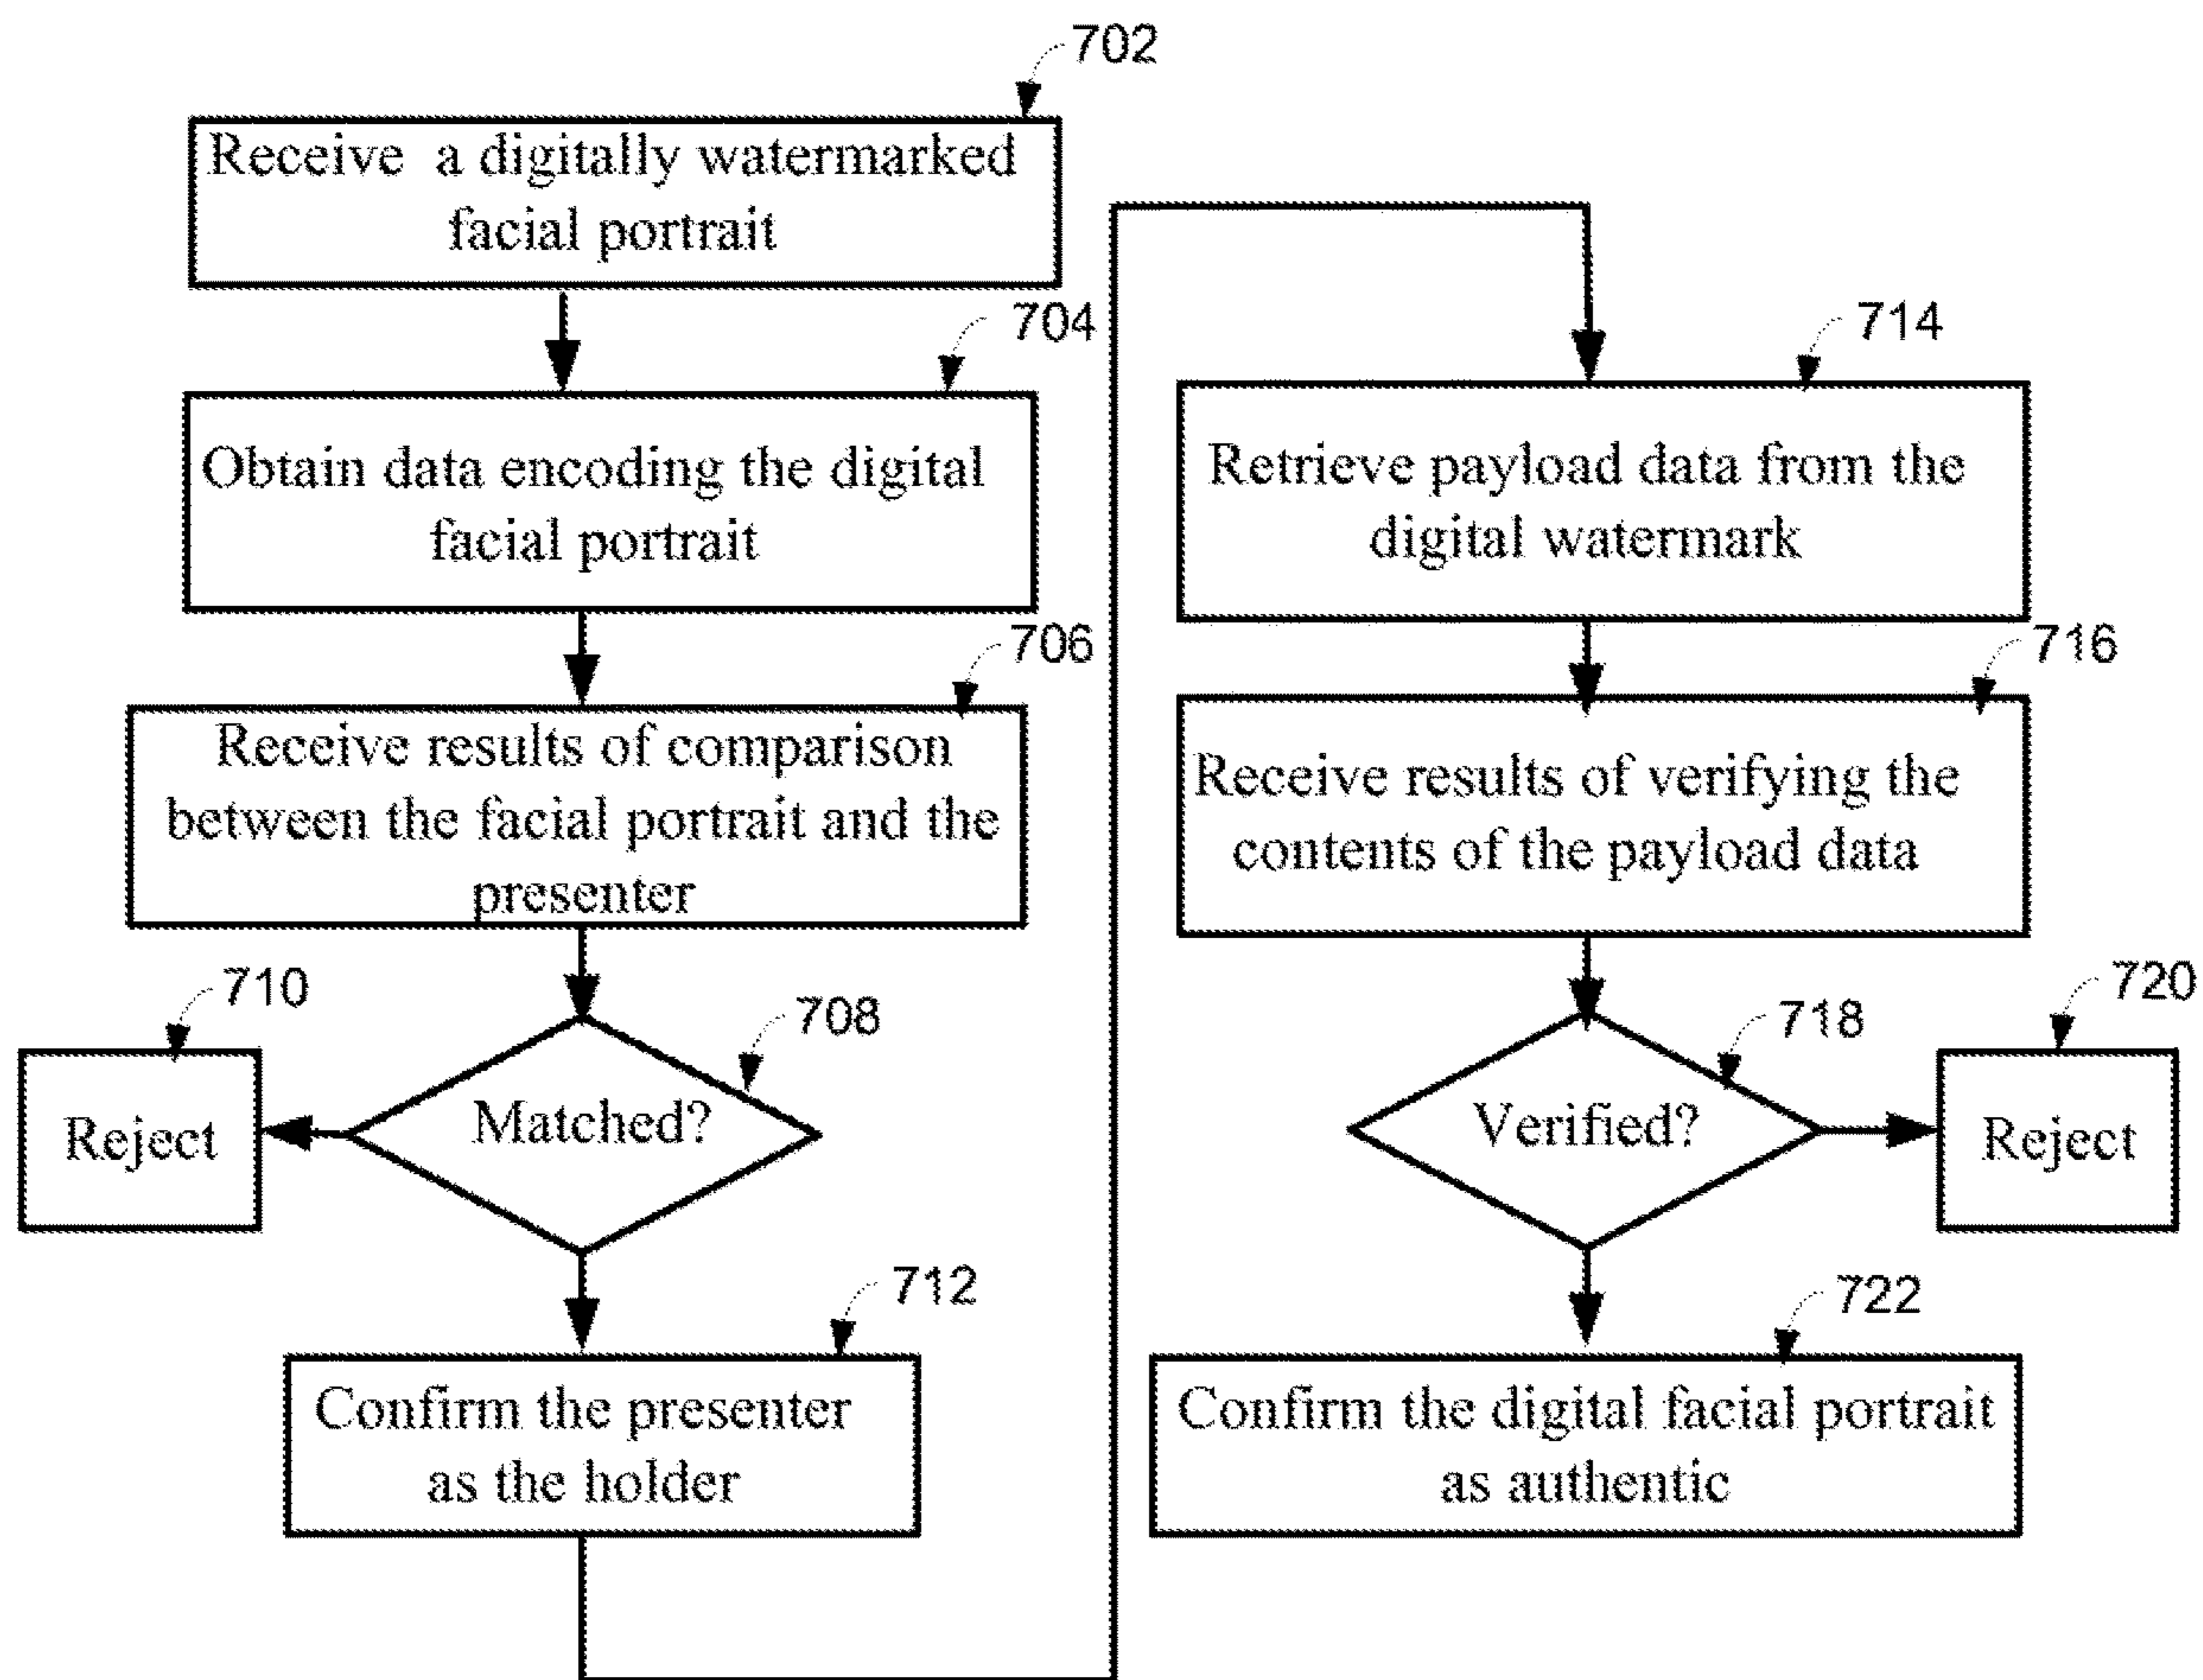 702
Receive a digitally watermarked
facial portrait
704
Obtain data encoding the digital
facial portrait
706
Receive results of comparison
between the facial portrait and the
presenter
708
Matched?
710
Reject
712
Confirm the presenter
as the holder
714
Retrieve payload data from the
digital watermark
716
Receive results of verifying the
contents of the payload data
718
Verified?
720
Reject
722
Confirm the digital facial portrait
as authentic